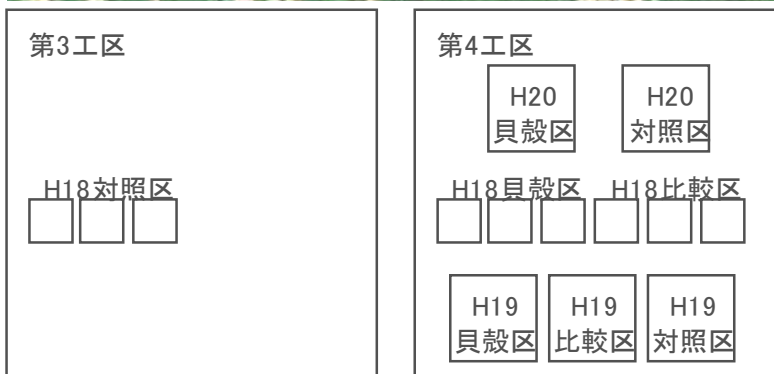 第3工区
H18対照区
第4工区
H20
貝殻区
H20
対照区
H18貝殻区
H18比較区
H19
貝殻区
H19
比較区
H19
対照区